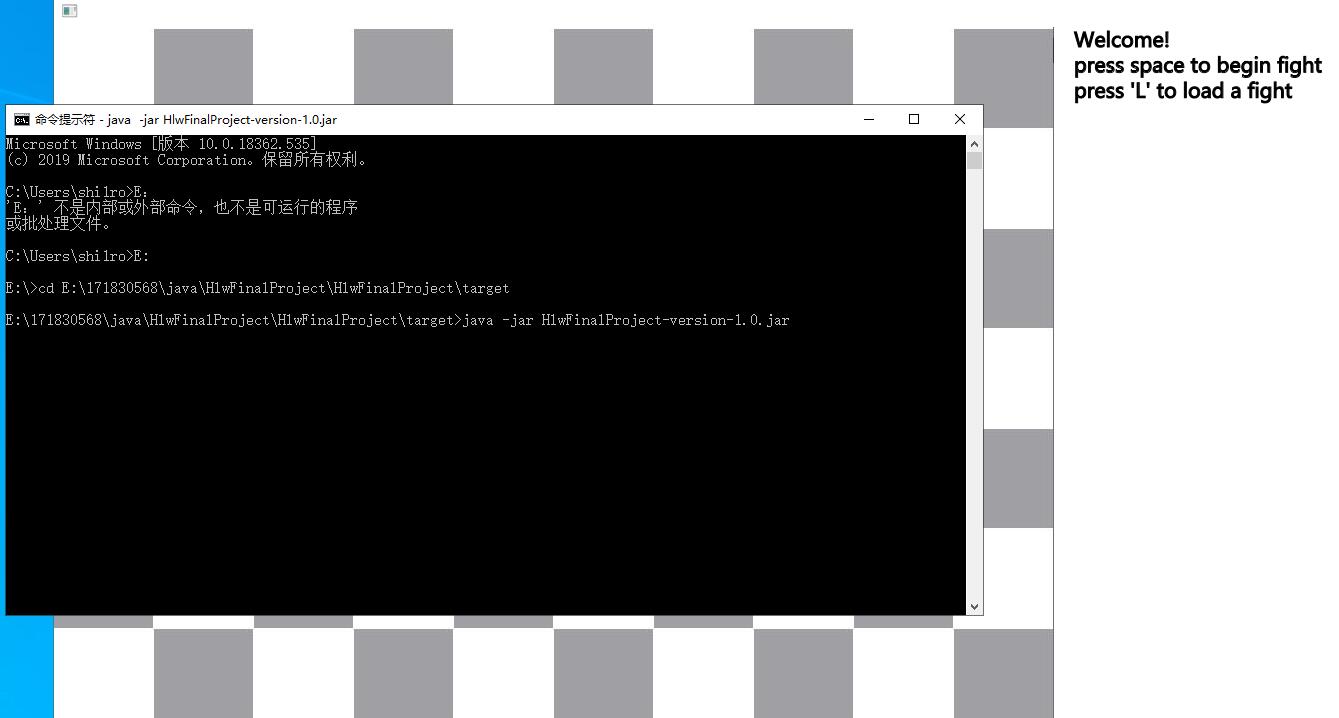 Welcome!
press space to begin fight
press 'L' to load a fight
命令提示符 - java  -jar HlwFinalProject-version-1.0.jar
Microsoft Windows [版本 10.0.18362.535]
(c) 2019 Microsoft Corporation。保留所有权利。
C:\Users\shilro>E：
'E：' 不是内部或外部命令，也不是可运行的程序
或批处理文件。
C:\Users\shilro>E:
E:\>cd E:\171830568\java\HlwFinalProject\HlwFinalProject\target
E:\171830568\java\HlwFinalProject\HlwFinalProject\target>java -jar HlwFinalProject-version-1.0.jar